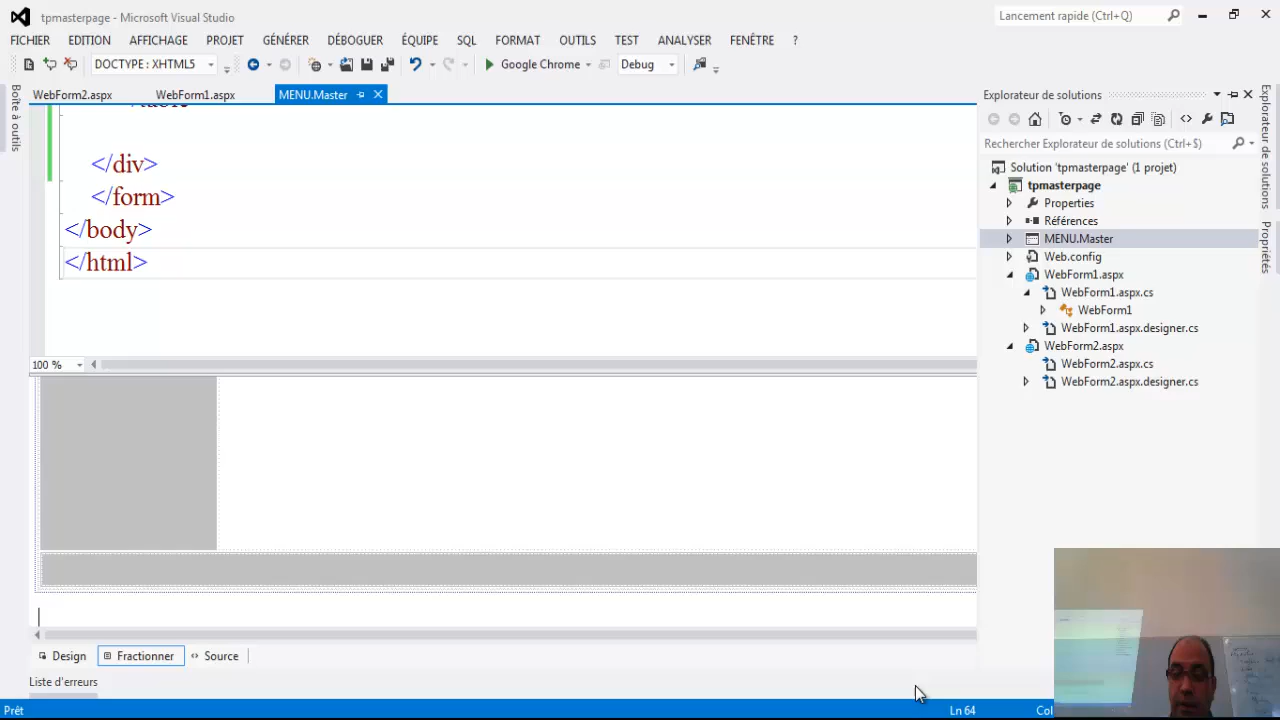 tpmasterpage - Microsoft Visual Studio
Lancement rapide (Ctrl+Q)
FICHIER EDITION AFFICHAGE PROJET GÉNÉRER DÉBOGUER ÉQUIPE SQL FORMAT OUTILS TEST ANALYSER FENÊTRE ?
DOCTYPE : XHTML5 Google Chrome Debug
WebForm2.aspx WebForm1.aspx MENU.Master
Boîte à outils
</div>
</form>
</body>
</html>
100 %
Design Fractionner Source
Liste d'erreurs
Prêt Ln 64 Col
Explorateur de solutions
Rechercher Explorateur de solutions (Ctrl+$)
Solution 'tpmasterpage' (1 projet)
tpmasterpage
Properties
Références
MENU.Master
Web.config
WebForm1.aspx
WebForm1.aspx.cs
WebForm1
WebForm1.aspx.designer.cs
WebForm2.aspx
WebForm2.aspx.cs
WebForm2.aspx.designer.cs
Explorateur de solutions
Propriétés